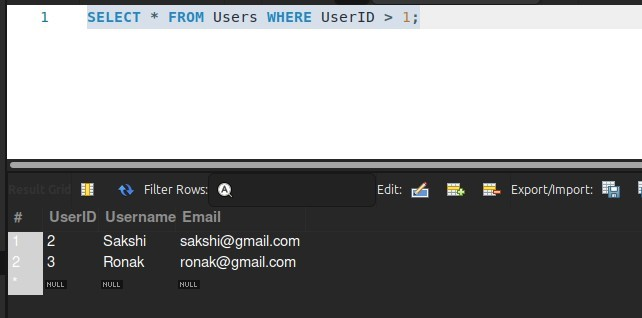 1 SELECT * FROM Users WHERE UserID > 1;
Result Grid Filter Rows: Edit: Export/Import:
# UserID Username Email
1 2 Sakshi sakshi@gmail.com
2 3 Ronak ronak@gmail.com
* NULL NULL NULL